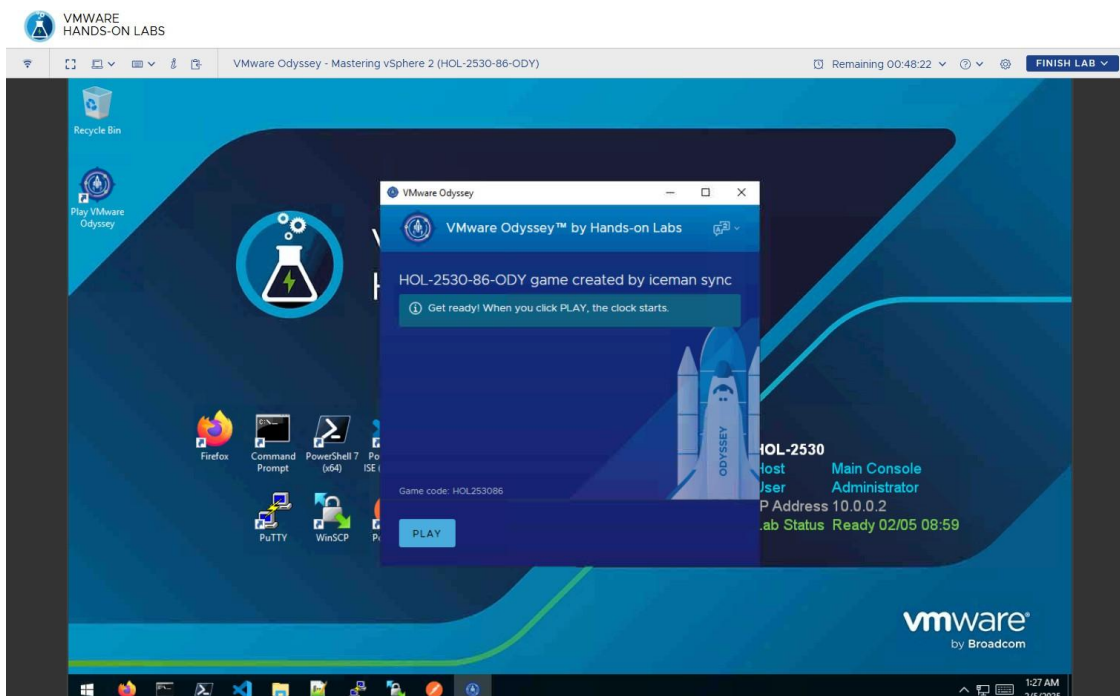 VMWARE
HANDS-ON LABS
VMware Odyssey - Mastering vSphere 2 (HOL-2530-86-ODY)
Remaining 00:48:22
FINISH LAB
Recycle Bin
Play VMware
Odyssey
VMware Odyssey
VMware Odyssey™ by Hands-on Labs
HOL-2530-86-ODY game created by iceman sync
Get ready! When you click PLAY, the clock starts.
ODYSSEY
Game code: HOL253086
PLAY
Firefox
Command
Prompt
PowerShell 7
(x64)
ISE
PuTTY
WinSCP
HOL-2530
Host Main Console
User Administrator
IP Address 10.0.0.2
Lab Status Ready 02/05 08:59
vmware®
by Broadcom
1:27 AM